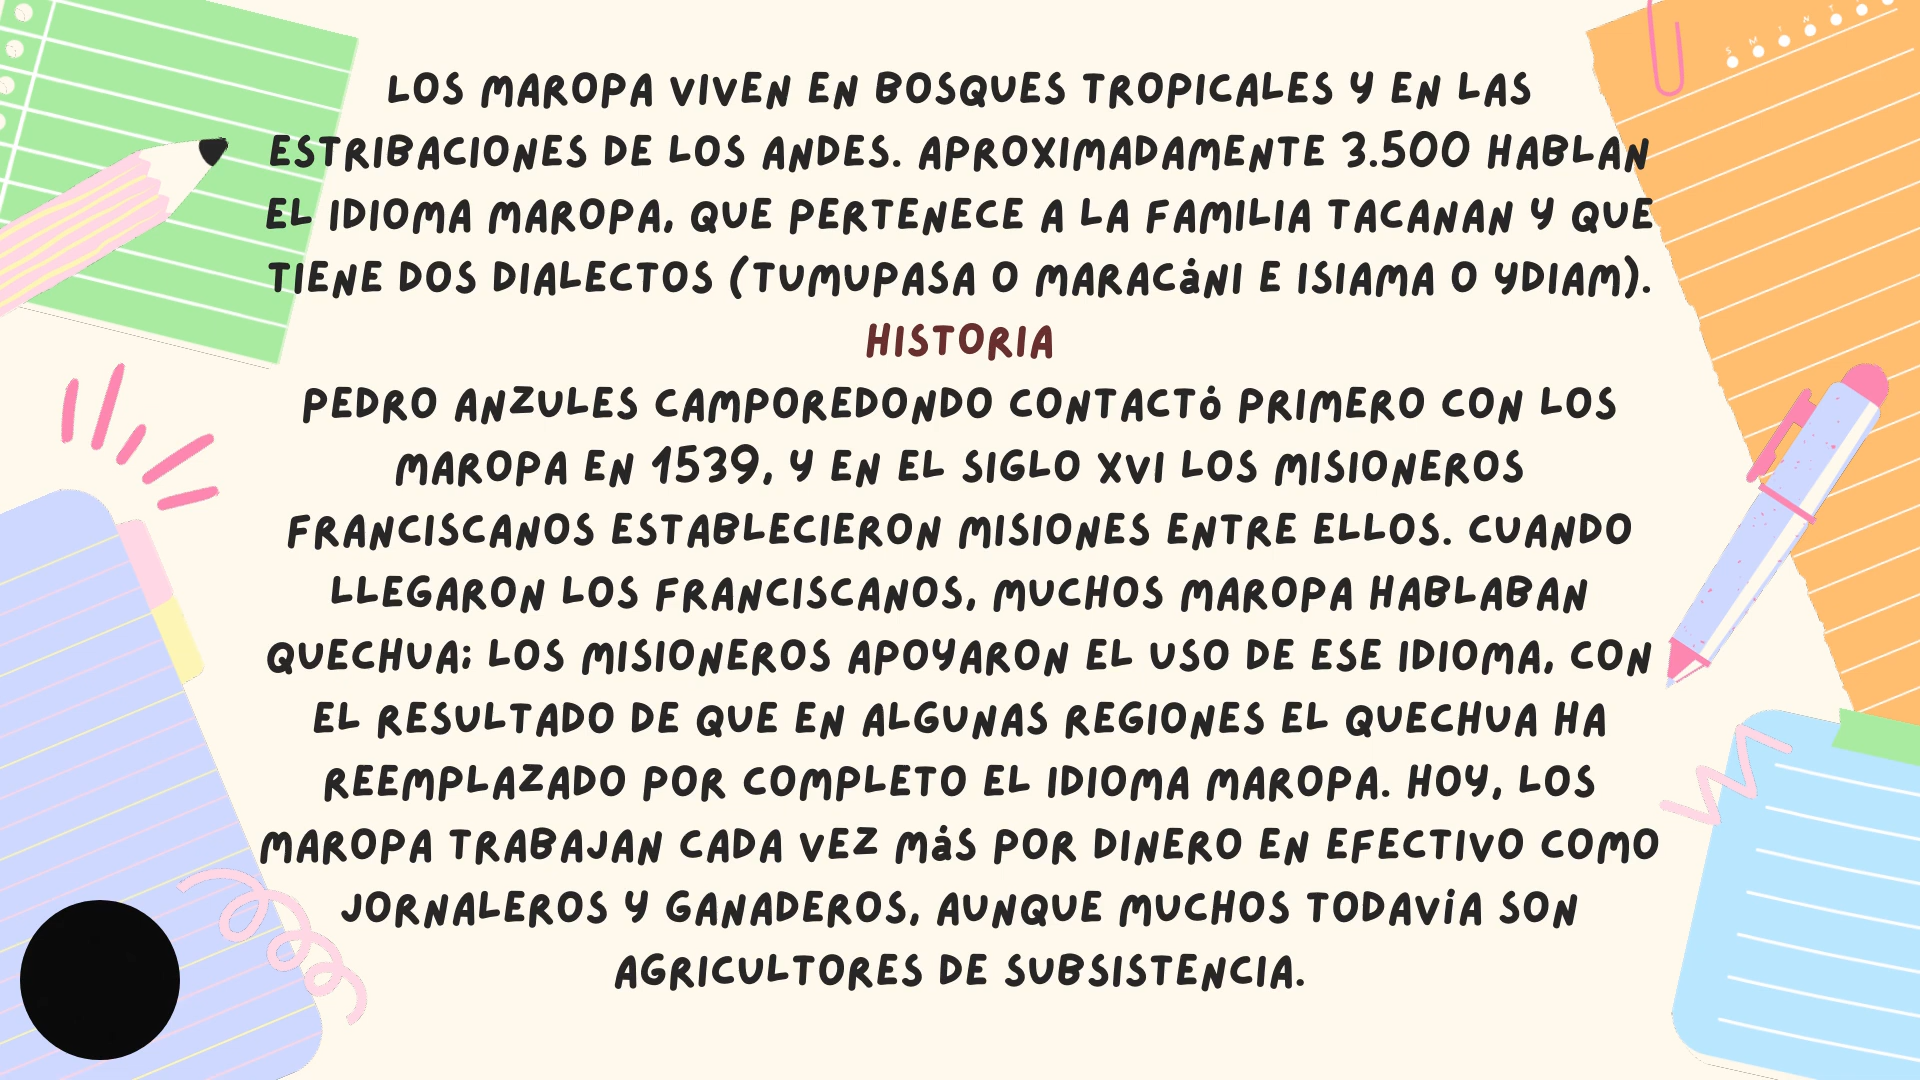 LOS MAROPA VIVEN EN BOSQUES TROPICALES Y EN LAS
ESTRIBACIONES DE LOS ANDES. APROXIMADAMENTE 3.500 HABLAN
EL IDIOMA MAROPA, QUE PERTENECE A LA FAMILIA TACANAN Y QUE
TIENE DOS DIALECTOS (TUMUPASA O MARACáNI E ISIAMA O YDIAM).
HISTORIA
PEDRO ANZULES CAMPOREDONDO CONTACTó PRIMERO CON LOS
MAROPA EN 1539, Y EN EL SIGLO XVI LOS MISIONEROS
FRANCISCANOS ESTABLECIERON MISIONES ENTRE ELLOS. CUANDO
LLEGARON LOS FRANCISCANOS, MUCHOS MAROPA HABLABAN
QUECHUA; LOS MISIONEROS APOYARON EL USO DE ESE IDIOMA, CON
EL RESULTADO DE QUE EN ALGUNAS REGIONES EL QUECHUA HA
REEMPLAZADO POR COMPLETO EL IDIOMA MAROPA. HOY, LOS
MAROPA TRABAJAN CADA VEZ MáS POR DINERO EN EFECTIVO COMO
JORNALEROS Y GANADEROS, AUNQUE MUCHOS TODAVíA SON
AGRICULTORES DE SUBSISTENCIA.